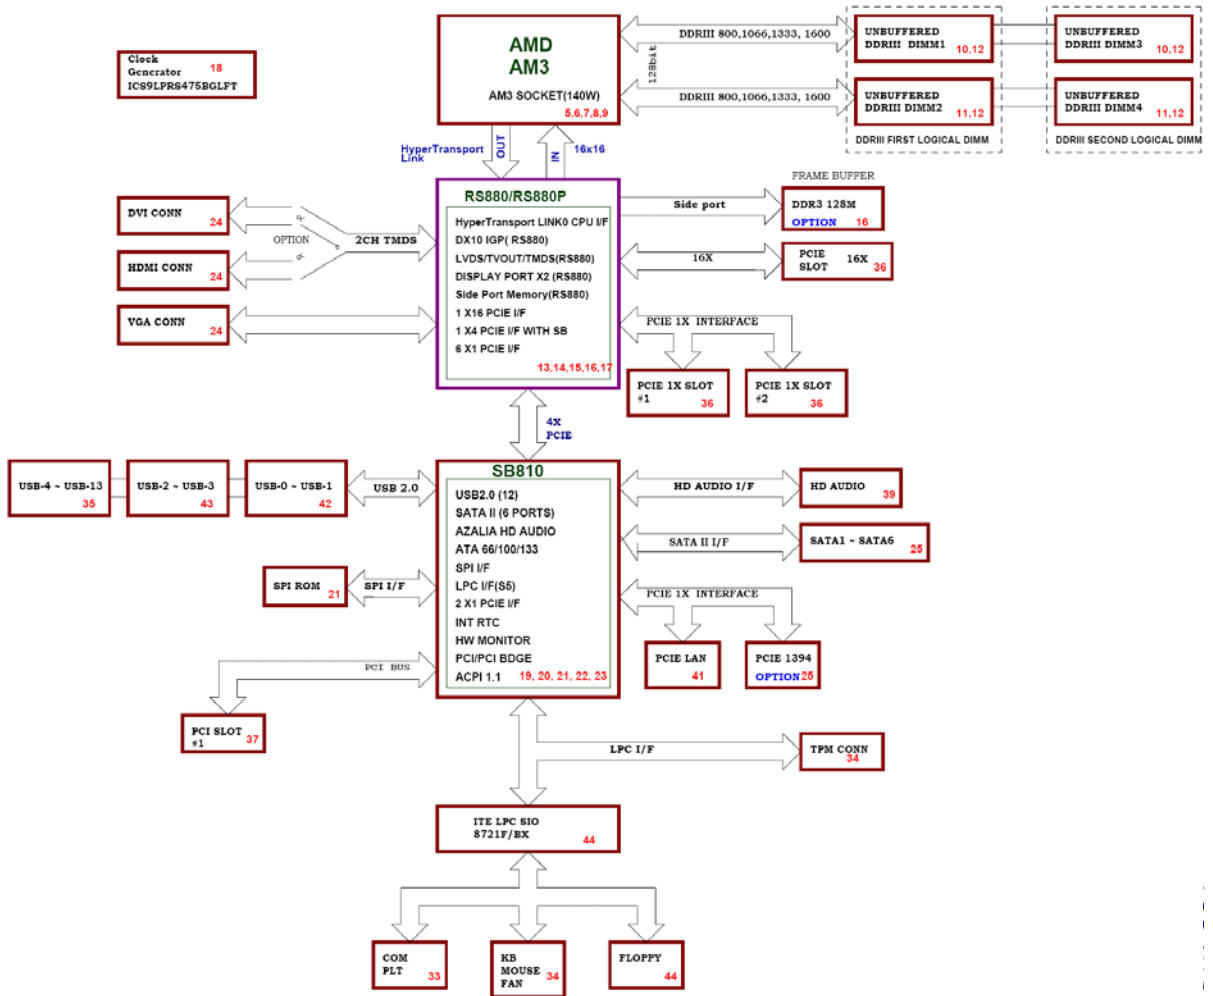 AMD
AM3
AM3 SOCKET(140W)
5,6,7,8,9
Clock
Generator 18
ICS9LPRS475BGLFT
DDRIII 800,1066,1333, 1600
128bit
DDRIII 800,1066,1333, 1600
UNBUFFERED
DDRIII DIMM1
10,12
UNBUFFERED
DDRIII DIMM3
10,12
UNBUFFERED
DDRIII DIMM2
11,12
UNBUFFERED
DDRIII DIMM4
11,12
DDRIII FIRST LOGICAL DIMM
DDRIII SECOND LOGICAL DIMM
HyperTransport
Link
OUT
IN
16x16
RS880/RS880P
HyperTransport LINK0 CPU I/F
DX10 IGP( RS880)
LVDS/TVOUT/TMDS(RS880)
DISPLAY PORT X2 (RS880)
Side Port Memory(RS880)
1 X16 PCIE I/F
1 X4 PCIE I/F WITH SB
6 X1 PCIE I/F
13,14,15,16,17
DVI CONN
24
OPTION
2CH TMDS
HDMI CONN
24
VGA CONN
24
Side port
FRAME BUFFER
DDR3 128M
OPTION 16
16X
PCIE 16X
SLOT 36
PCIE 1X INTERFACE
PCIE 1X SLOT
#1 36
PCIE 1X SLOT
#2 36
4X
PCIE
SB810
USB2.0 (12)
SATA II (6 PORTS)
AZALIA HD AUDIO
ATA 66/100/133
SPI I/F
LPC I/F(S5)
2 X1 PCIE I/F
INT RTC
HW MONITOR
PCI/PCI BDGE
ACPI 1.1 19, 20, 21, 22, 23
USB-4 ~ USB-13
35
USB-2 ~ USB-3
43
USB-0 ~ USB-1
42
USB 2.0
SPI ROM
21
SPI I/F
PCI BUS
PCI SLOT
#1 37
HD AUDIO I/F
HD AUDIO
39
SATA II I/F
SATA1 ~ SATA6
25
PCIE 1X INTERFACE
PCIE LAN
41
PCIE 1394
OPTION 25
LPC I/F
TPM CONN
34
ITE LPC SIO
8721F/BX
44
COM
PLT
33
KB
MOUSE
FAN
34
FLOPPY
44